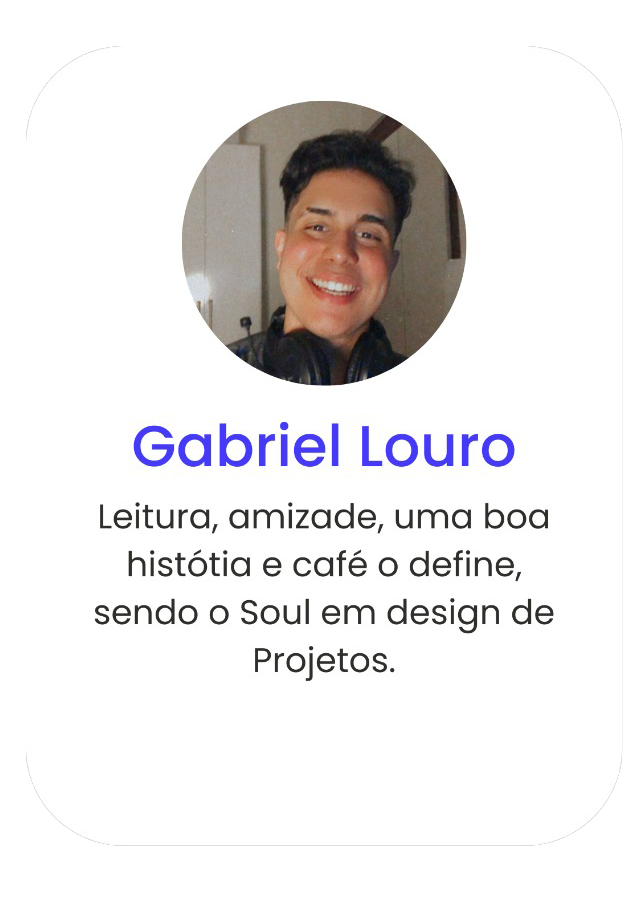 Gabriel Louro
Leitura, amizade, uma boa
histótia e café o define,
sendo o Soul em design de
Projetos.